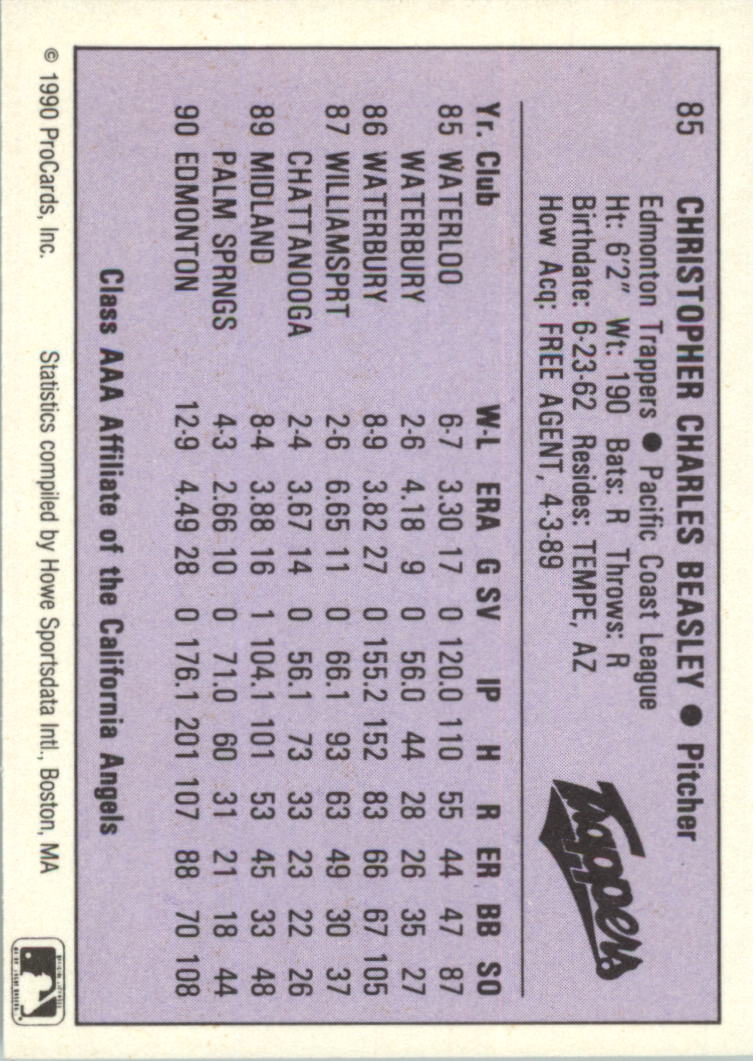 85 CHRISTOPHER CHARLES BEASLEY ● Pitcher
Edmonton Trappers ● Pacific Coast League
Ht: 6'2" Wt: 190 Bats: R Throws: R
Birthdate: 6-23-62 Resides: TEMPE, AZ
How Acq: FREE AGENT, 4-3-89
Trappers
Yr. Club W-L ERA G SV IP H R ER BB SO
85 WATERLOO 6-7 3.30 17 0 120.0 110 55 44 47 87
WATERBURY 2-6 4.18 9 0 56.0 44 28 26 35 27
86 WATERBURY 8-9 3.82 27 0 155.2 152 83 66 67 105
87 WILLIAMSPRT 2-6 6.65 11 0 66.1 93 63 49 30 37
CHATTANOOGA 2-4 3.67 14 0 56.1 73 33 23 22 26
89 MIDLAND 8-4 3.88 16 1 104.1 101 53 45 33 48
PALM SPRNGS 4-3 2.66 10 0 71.0 60 31 21 18 44
90 EDMONTON 12-9 4.49 28 0 176.1 201 107 88 70 108
Class AAA Affiliate of the California Angels
© 1990 ProCards, Inc. Statistics compiled by Howe Sportsdata Intl., Boston, MA